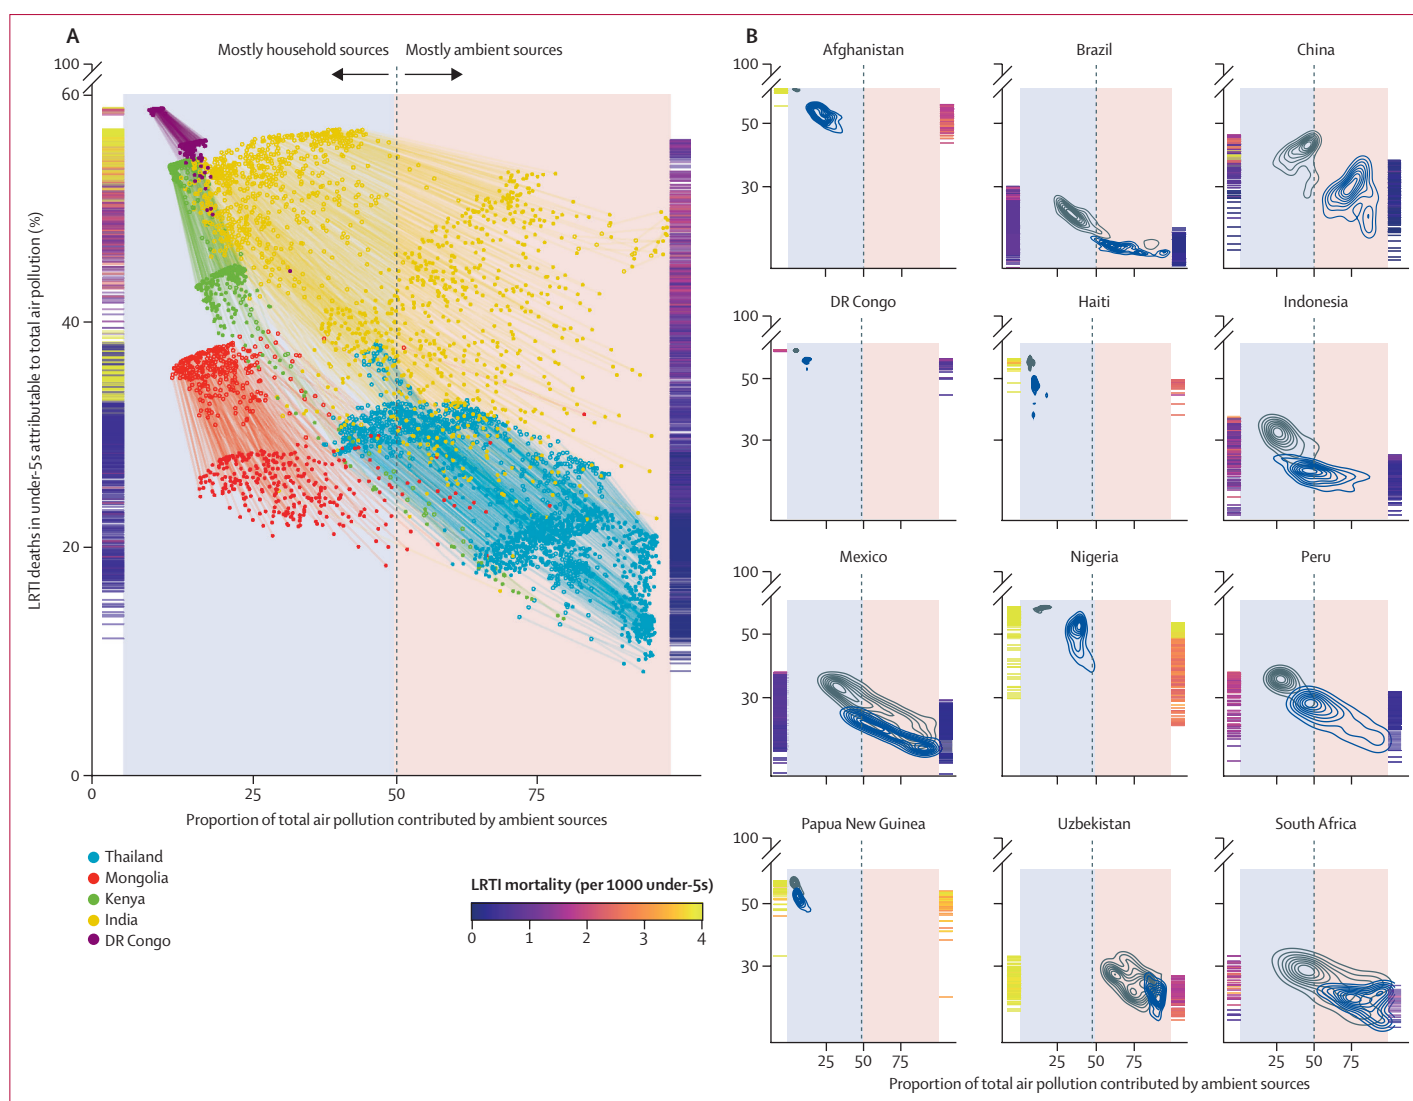 A
Mostly household sources
Mostly ambient sources
100
60
40
20
0
LRTI deaths in under-5s attributable to total air pollution (%)
0
25
50
75
Proportion of total air pollution contributed by ambient sources
Thailand
Mongolia
Kenya
India
DR Congo
LRTI mortality (per 1000 under-5s)
0
1
2
3
4
B
Afghanistan
Brazil
China
100
50
30
DR Congo
Haiti
Indonesia
100
50
30
Mexico
Nigeria
Peru
100
50
30
Papua New Guinea
Uzbekistan
South Africa
100
50
30
25
50
75
25
50
75
25
50
75
Proportion of total air pollution contributed by ambient sources